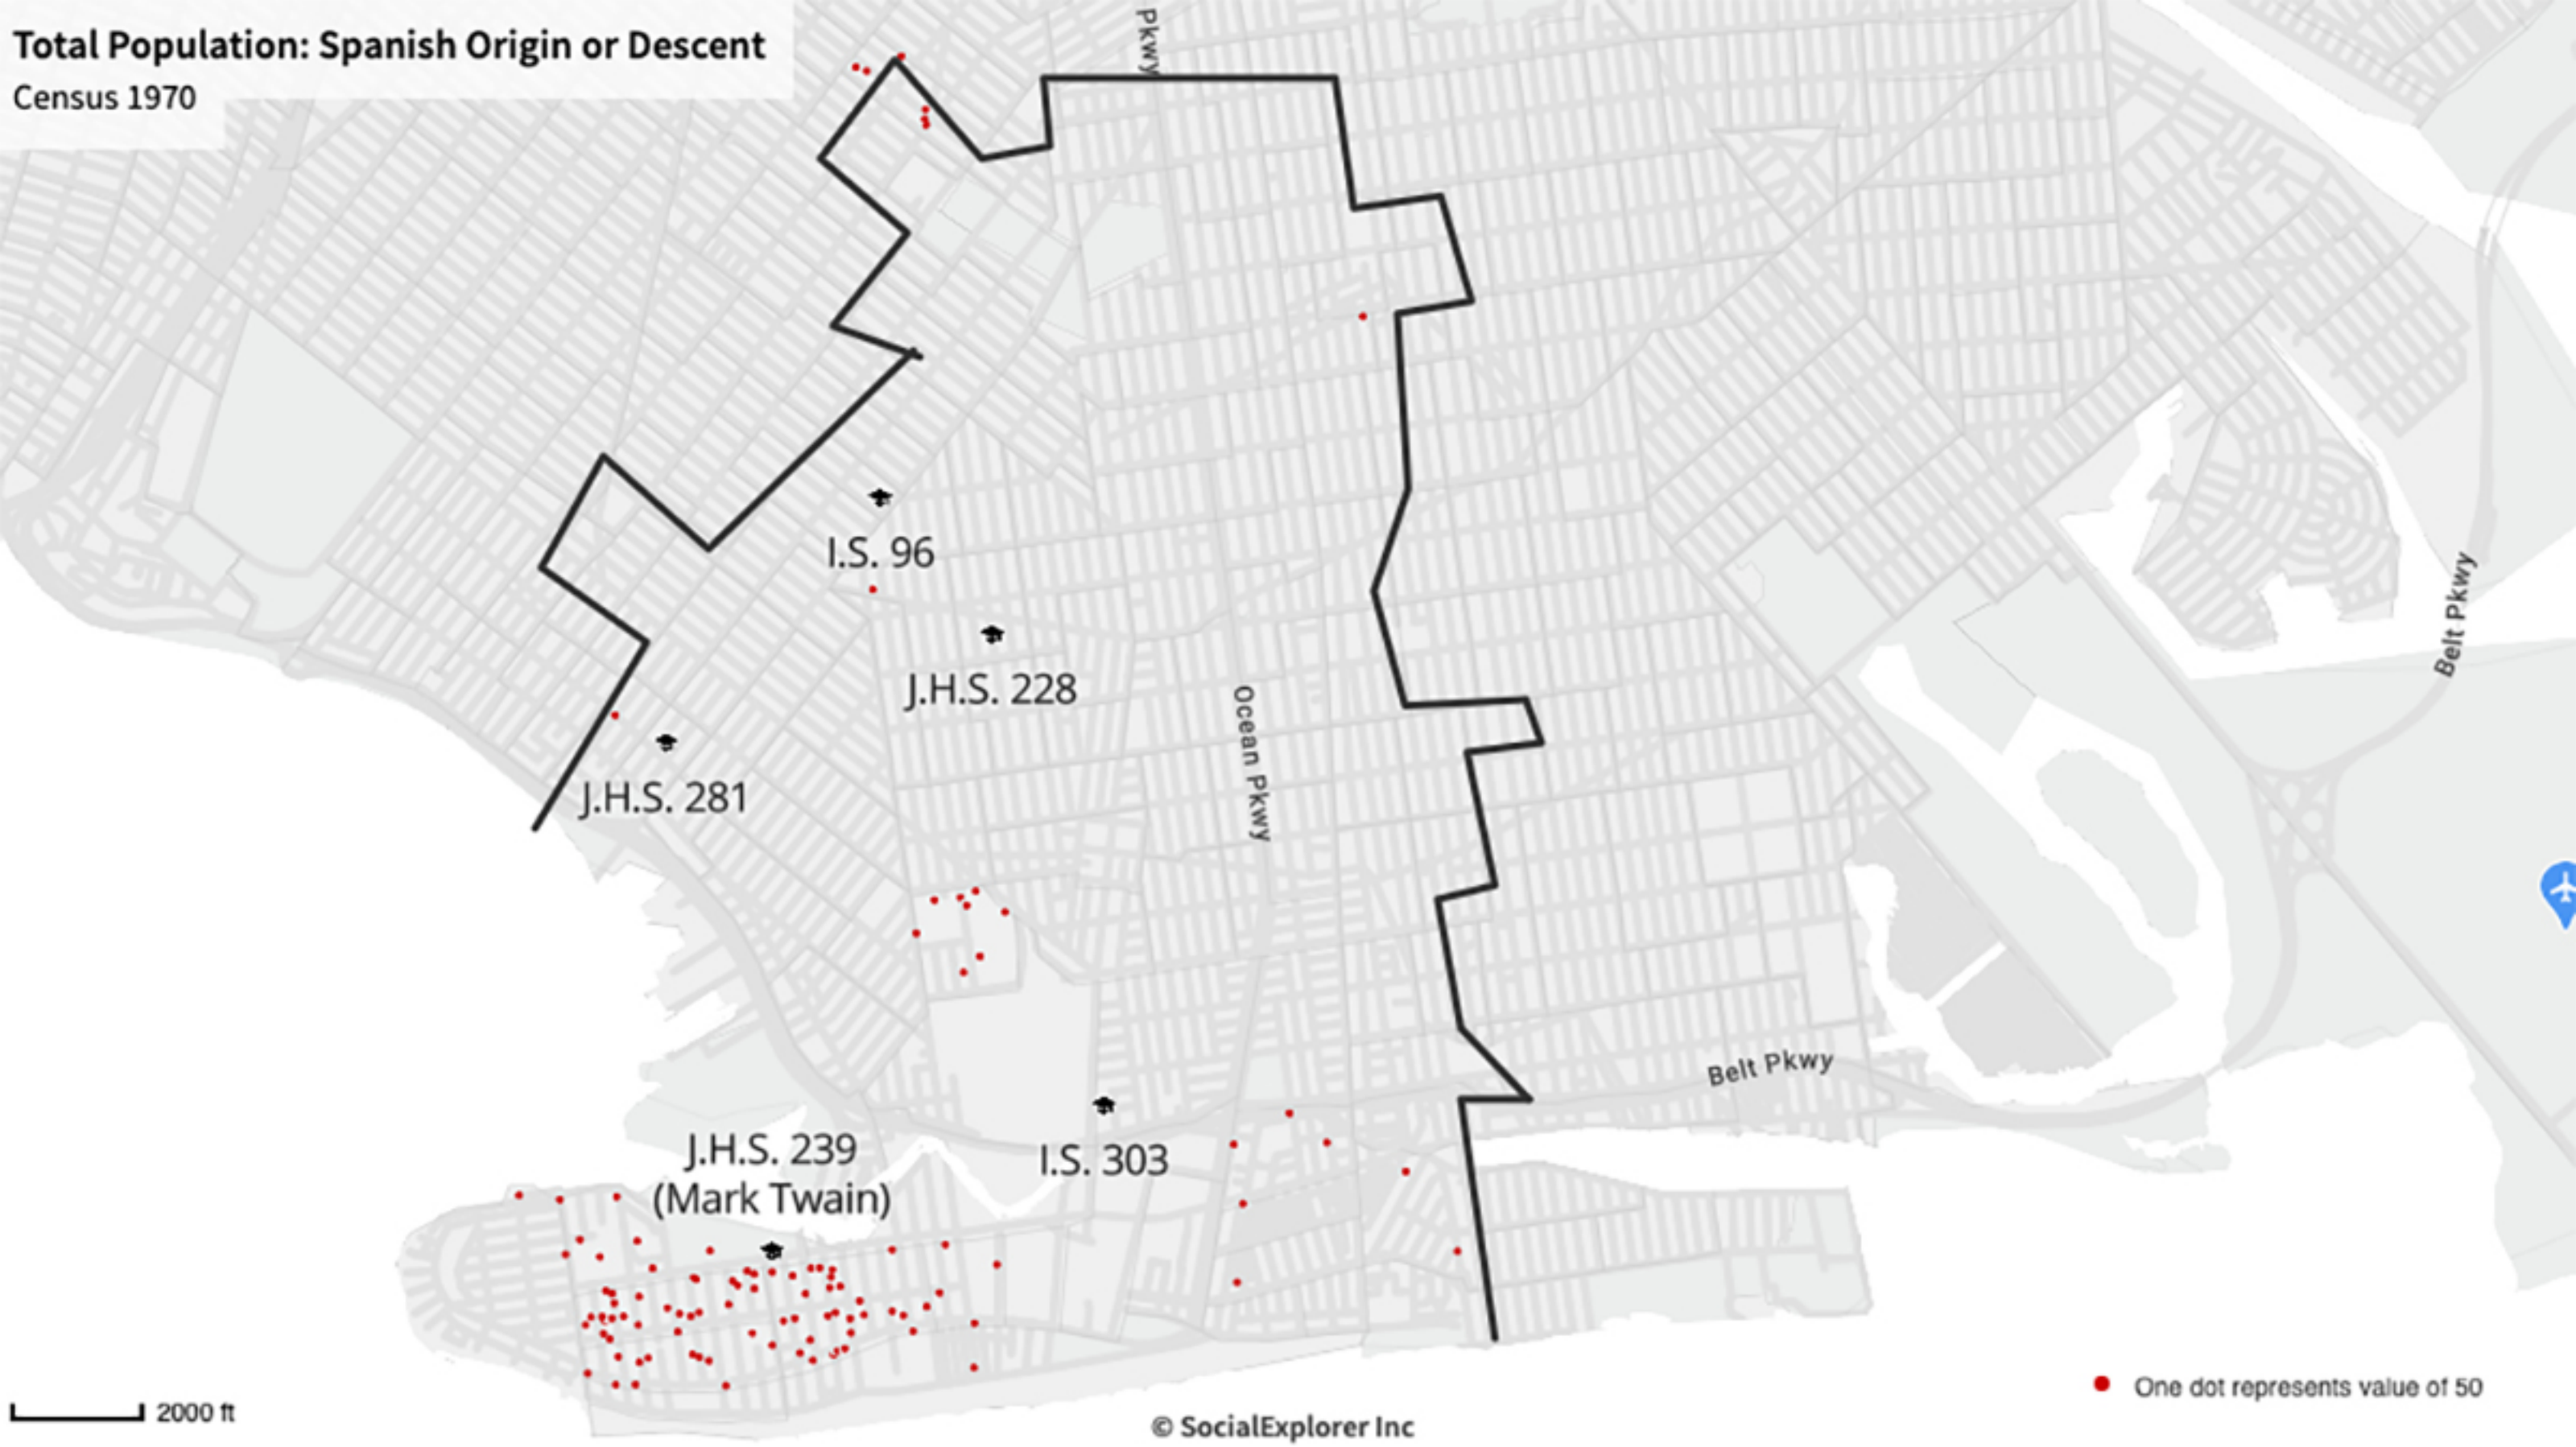 Total Population: Spanish Origin or Descent
Census 1970
Pkwy
I.S. 96
J.H.S. 228
Belt Pkwy
Ocean Pkwy
J.H.S. 281
Belt Pkwy
J.H.S. 239
(Mark Twain)
I.S. 303
One dot represents value of 50
2000 ft
© SocialExplorer Inc